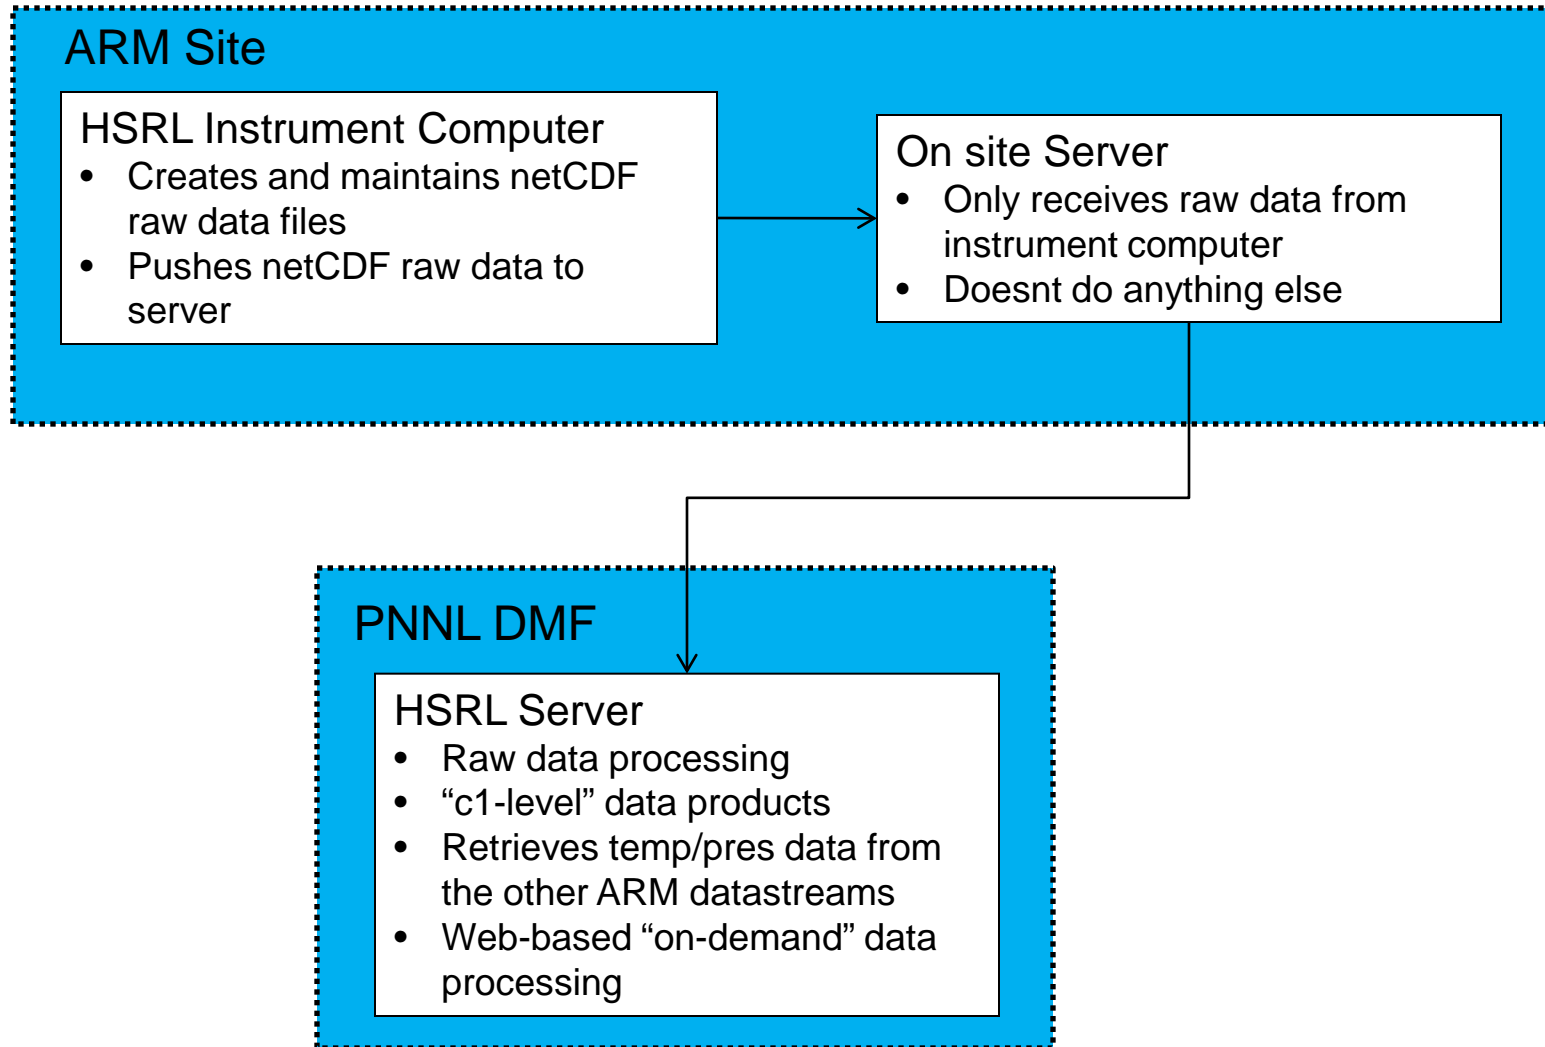 ARM Site
HSRL Instrument Computer
• Creates and maintains netCDF
raw data files
• Pushes netCDF raw data to
server
On site Server
• Only receives raw data from
instrument computer
• Doesnt do anything else
PNNL DMF
HSRL Server
• Raw data processing
• “c1-level” data products
• Retrieves temp/pres data from
the other ARM datastreams
• Web-based “on-demand” data
processing